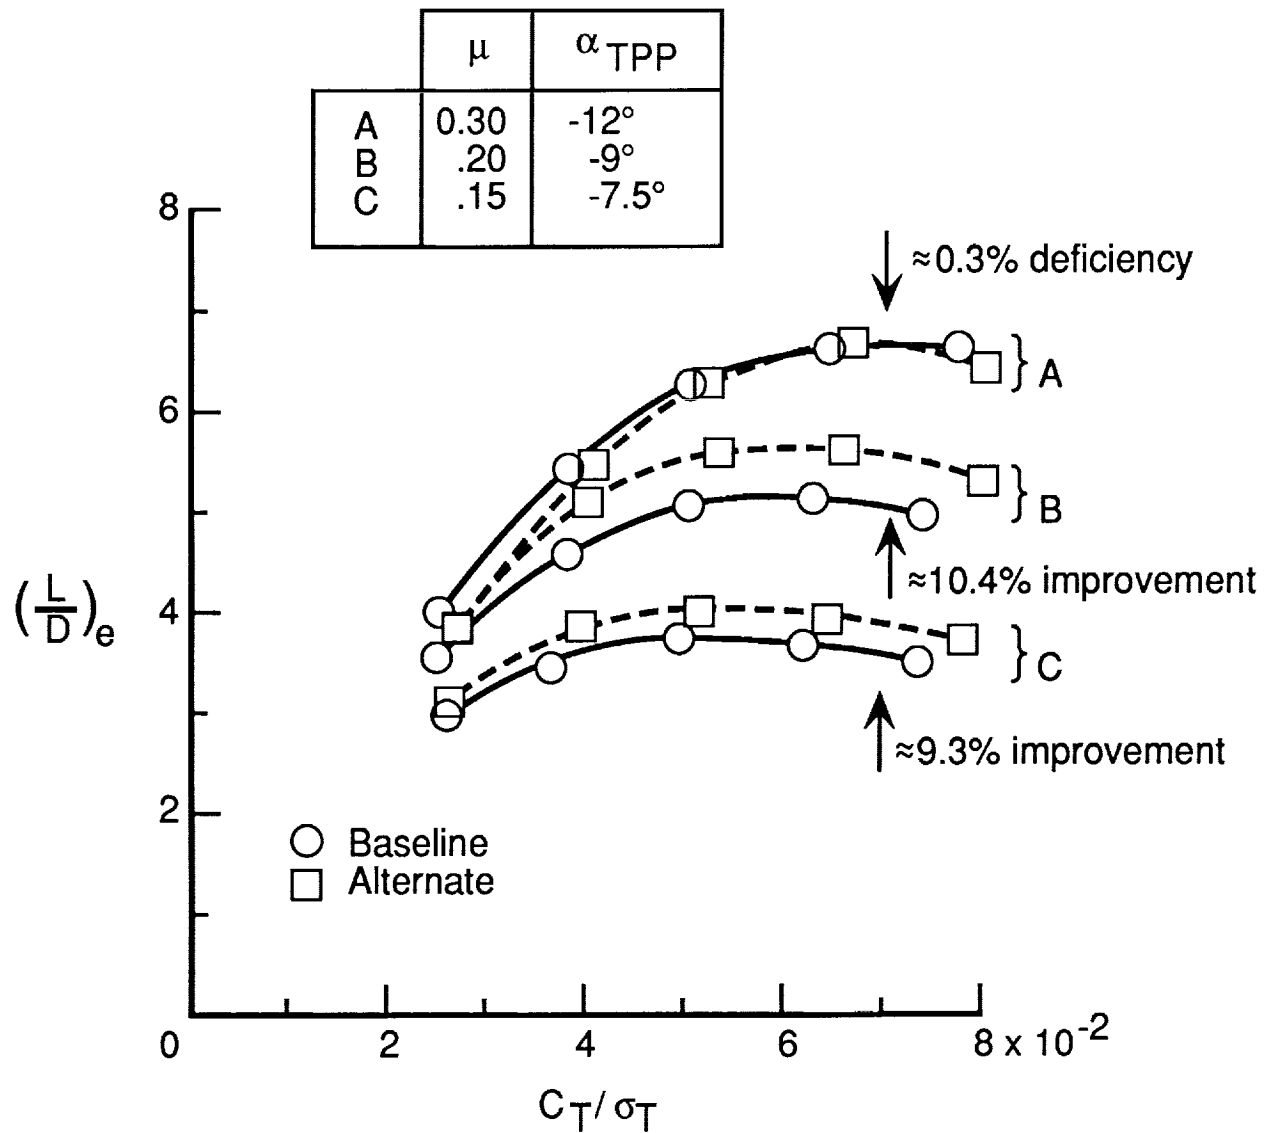 μ α TPP
A 0.30 -12°
B .20 -9°
C .15 -7.5°
8
≈0.3% deficiency
} A
6
} B
≈10.4% improvement
(L/D)e
4
} C
≈9.3% improvement
2
Baseline
Alternate
0 2 4 6 8 x 10-2
CT/ σT